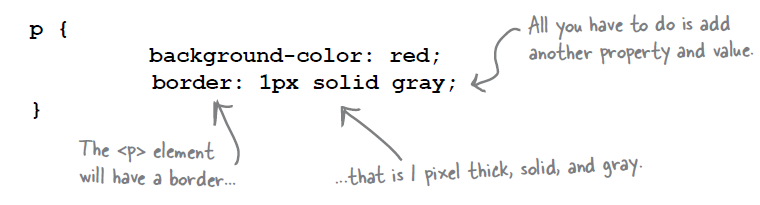 p {
background-color: red;
border: 1px solid gray;
}
All you have to do is add
another property and value.
The <p> element
will have a border...
...that is 1 pixel thick, solid, and gray.